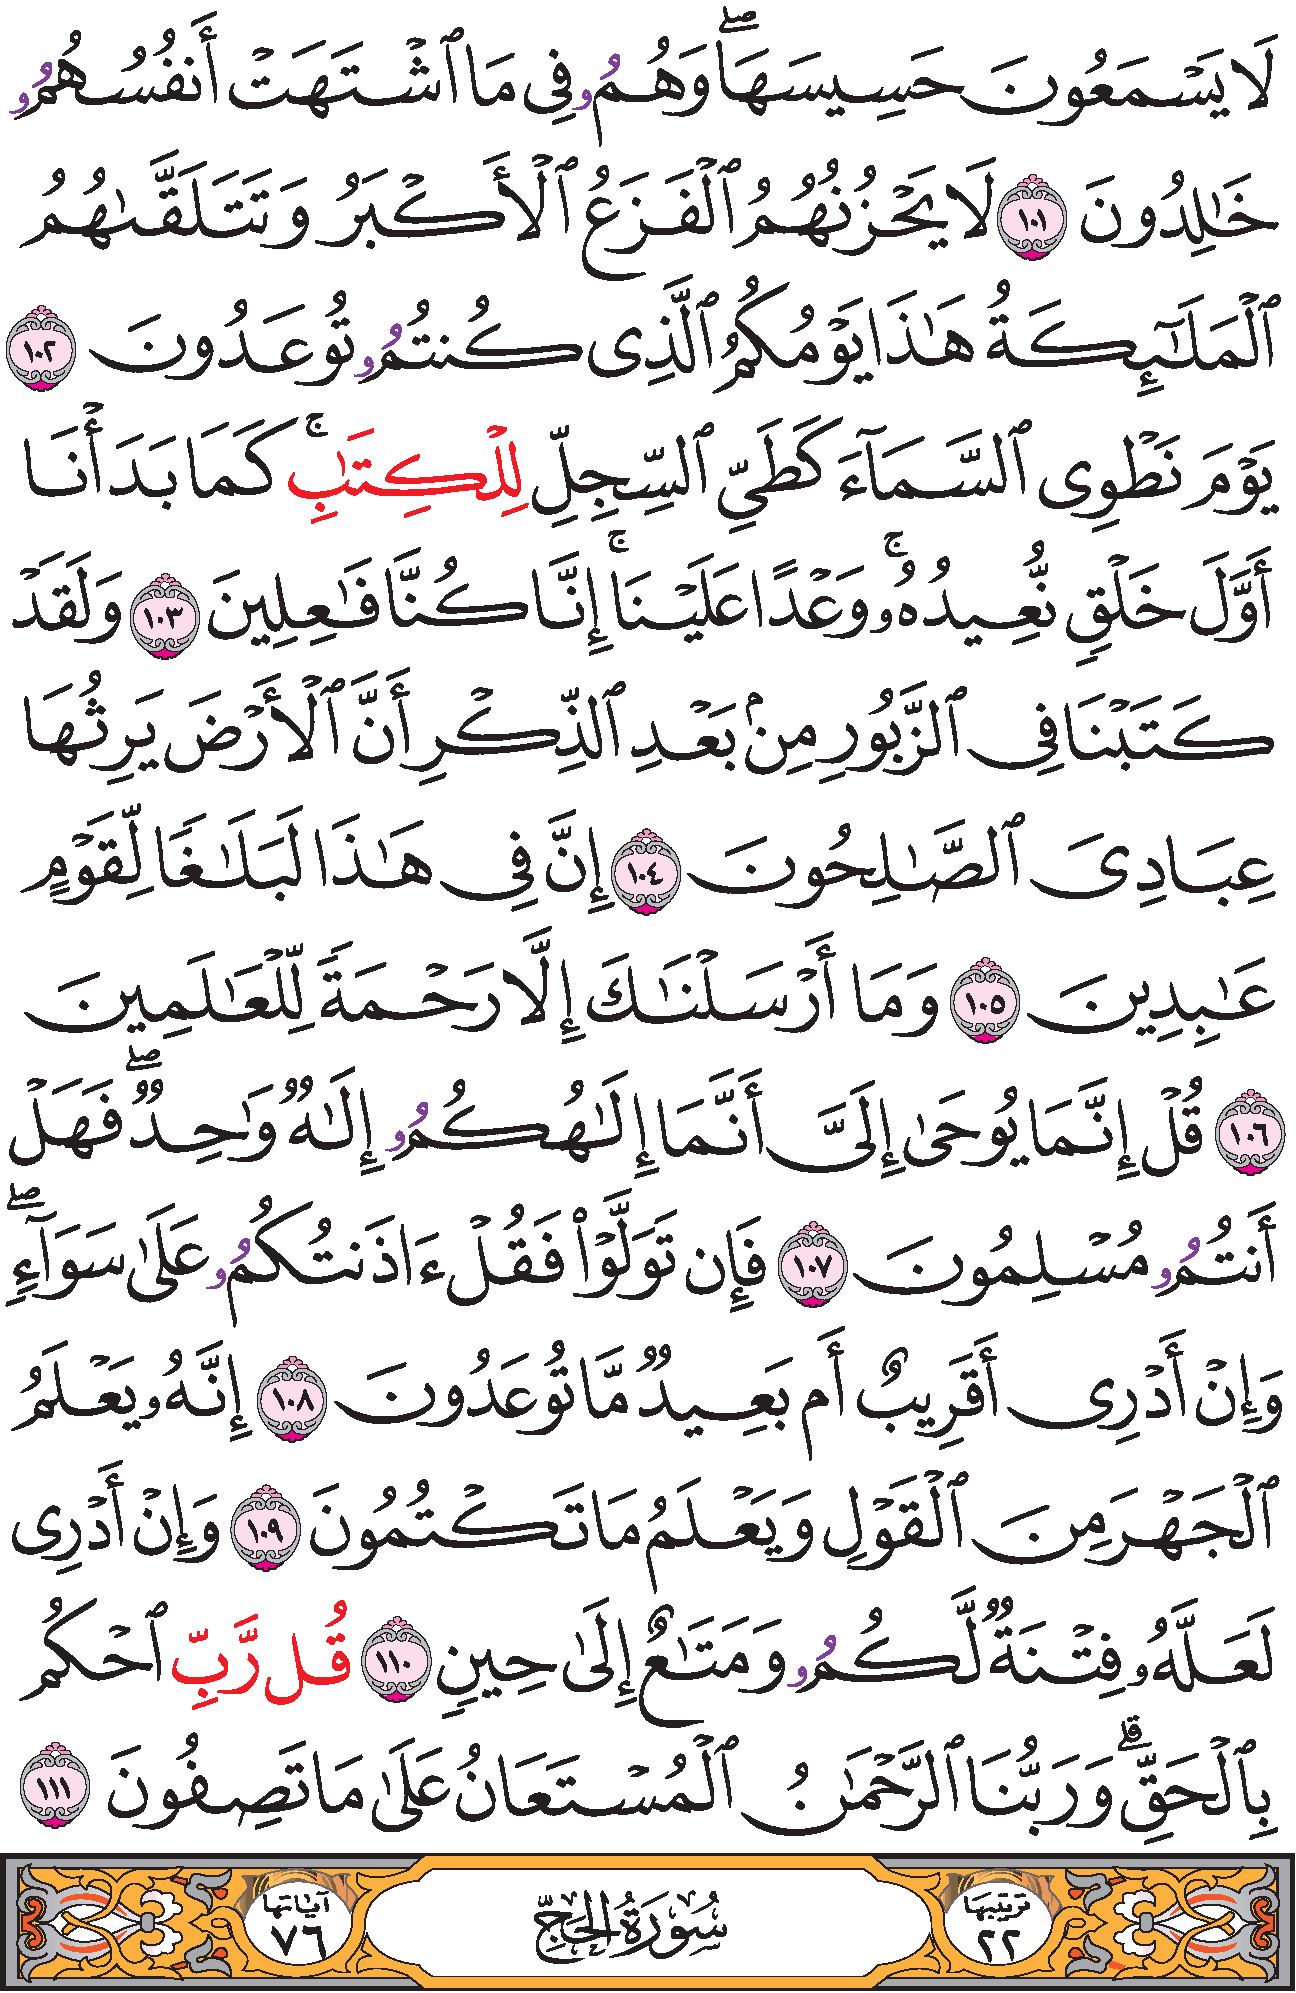 لَا يَسۡمَعُونَ حَسِيسَهَاۖ وَهُمُۥ فِي مَا ٱشۡتَهَتۡ أَنفُسُهُمُۥ
خَٰلِدُونَ ١٠١ لَا يَحۡزُنُهُمُ ٱلۡفَزَعُ ٱلۡأَكۡبَرُ وَتَتَلَقَّىٰهُمُ
ٱلۡمَلَٰٓئِكَةُ هَٰذَا يَوۡمُكُمُ ٱلَّذِي كُنتُمُۥ تُوعَدُونَ ١٠٢
يَوۡمَ نَطۡوِي ٱلسَّمَآءَ كَطَيِّ ٱلسِّجِلِّ لِلۡكِتَٰبِۚ كَمَا بَدَأۡنَا
أَوَّلَ خَلۡقٖ نُّعِيدُهُۥۚ وَعۡدًا عَلَيۡنَاۚ إِنَّا كُنَّا فَٰعِلِينَ ١٠٣ وَلَقَدۡ
كَتَبۡنَا فِي ٱلزَّبُورِ مِنۢ بَعۡدِ ٱلذِّكۡرِ أَنَّ ٱلۡأَرۡضَ يَرِثُهَا
عِبَادِيَ ٱلصَّٰلِحُونَ ١٠٤ إِنَّ فِي هَٰذَا لَبَلَٰغٗا لِّقَوۡمٍ
عَٰبِدِينَ ١٠٥ وَمَآ أَرۡسَلۡنَٰكَ إِلَّا رَحۡمَةٗ لِّلۡعَٰلَمِينَ
١٠٦ قُلۡ إِنَّمَا يُوحَىٰ إِلَيَّ أَنَّمَا إِلَٰهُكُمُۥ إِلَٰهٞ وَٰحِدٞۖ فَهَلۡ
أَنتُمُۥ مُسۡلِمُونَ ١٠٧ فَإِن تَوَلَّوۡاْ فَقُلۡ ءَاذَنتُكُمُۥ عَلَىٰ سَوَآءٖۖ
وَإِنۡ أَدۡرِي أَقَرِيبٌ أَم بَعِيدٞ مَّا تُوعَدُونَ ١٠٨ إِنَّهُۥ يَعۡلَمُ
ٱلۡجَهۡرَ مِنَ ٱلۡقَوۡلِ وَيَعۡلَمُ مَا تَكۡتُمُونَ ١٠٩ وَإِنۡ أَدۡرِي
لَعَلَّهُۥ فِتۡنَةٞ لَّكُمُۥ وَمَتَٰعٌ إِلَىٰ حِينٖ ١١٠ قُل رَّبِّ ٱحۡكُم
بِٱلۡحَقِّۗ وَرَبُّنَا ٱلرَّحۡمَٰنُ ٱلۡمُسۡتَعَانُ عَلَىٰ مَا تَصِفُونَ ١١١
ترتيبها ٢٢ سُورَةُ الحَجِّ آياتها ٧٦